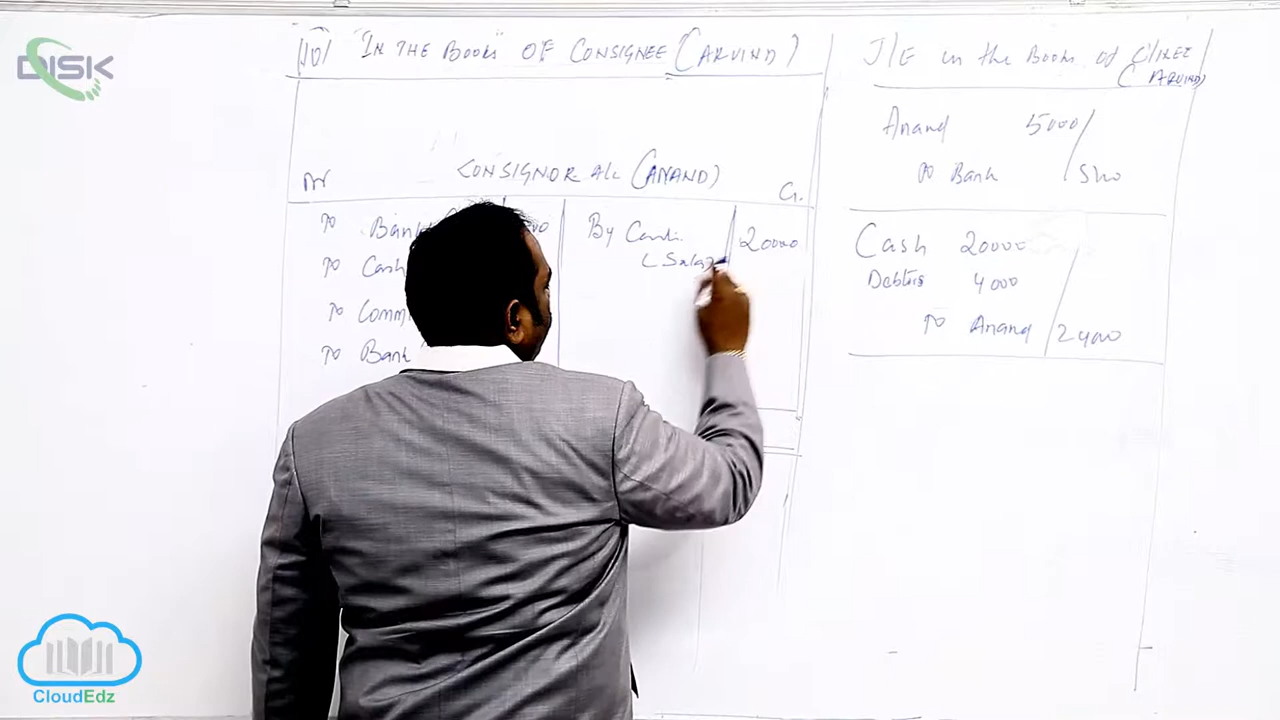 DISK
"IN THE BOOKS" OF CONSIGNEE (ARVIND)
CONSIGNOR A/c (ANAND)
Dr
Cr.
To Bank
By Cash 20000
To Cash
(Sales
To Comm
To Bank
J/E in the Books of C/NEE
(ARVIND)
Anand 5000/
To Bank 5000
Cash 20000
Debtors 4000
To Anand 24000
CloudEdz